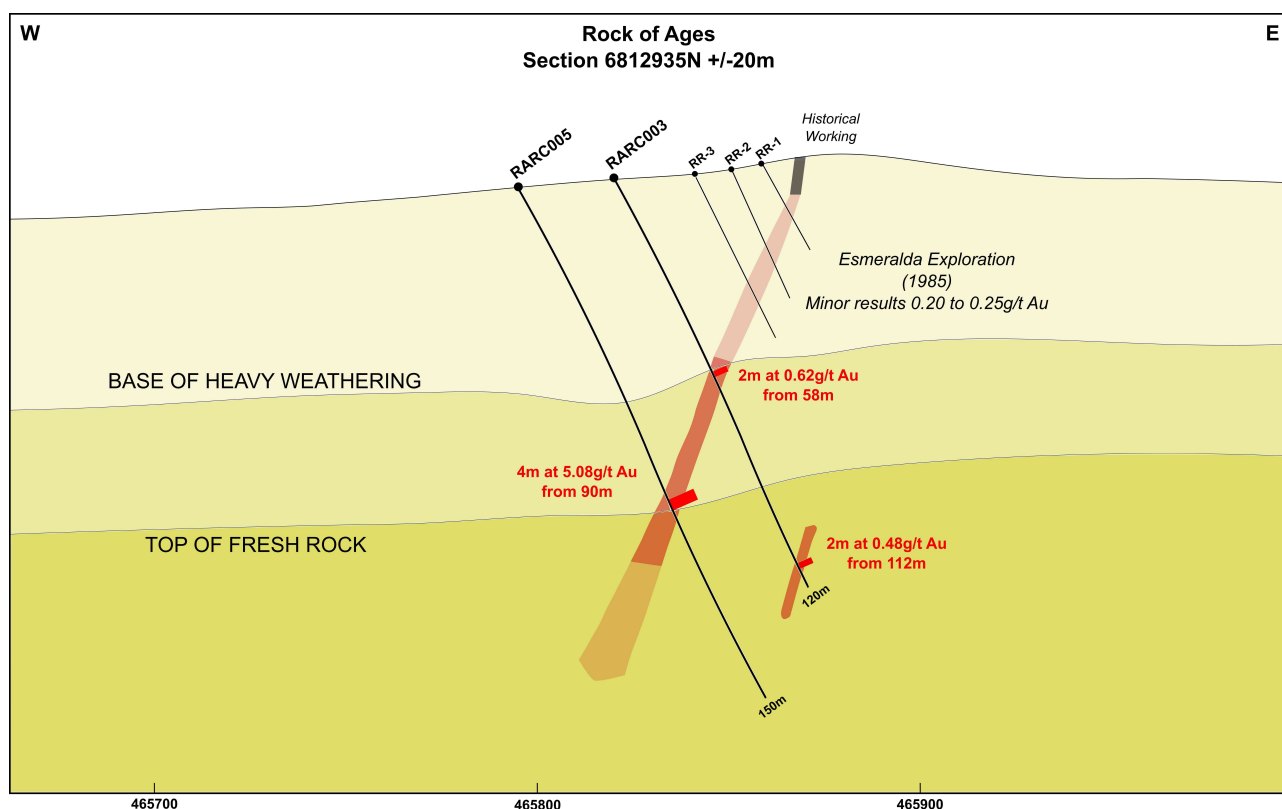 W
E
Rock of Ages
Section 6812935N +/-20m
RARC005
RARC003
RR-3
RR-2
RR-1
Historical
Working
Esmeralda Exploration
(1985)
Minor results 0.20 to 0.25g/t Au
BASE OF HEAVY WEATHERING
2m at 0.62g/t Au
from 58m
4m at 5.08g/t Au
from 90m
TOP OF FRESH ROCK
2m at 0.48g/t Au
from 112m
120m
150m
465700
465800
465900